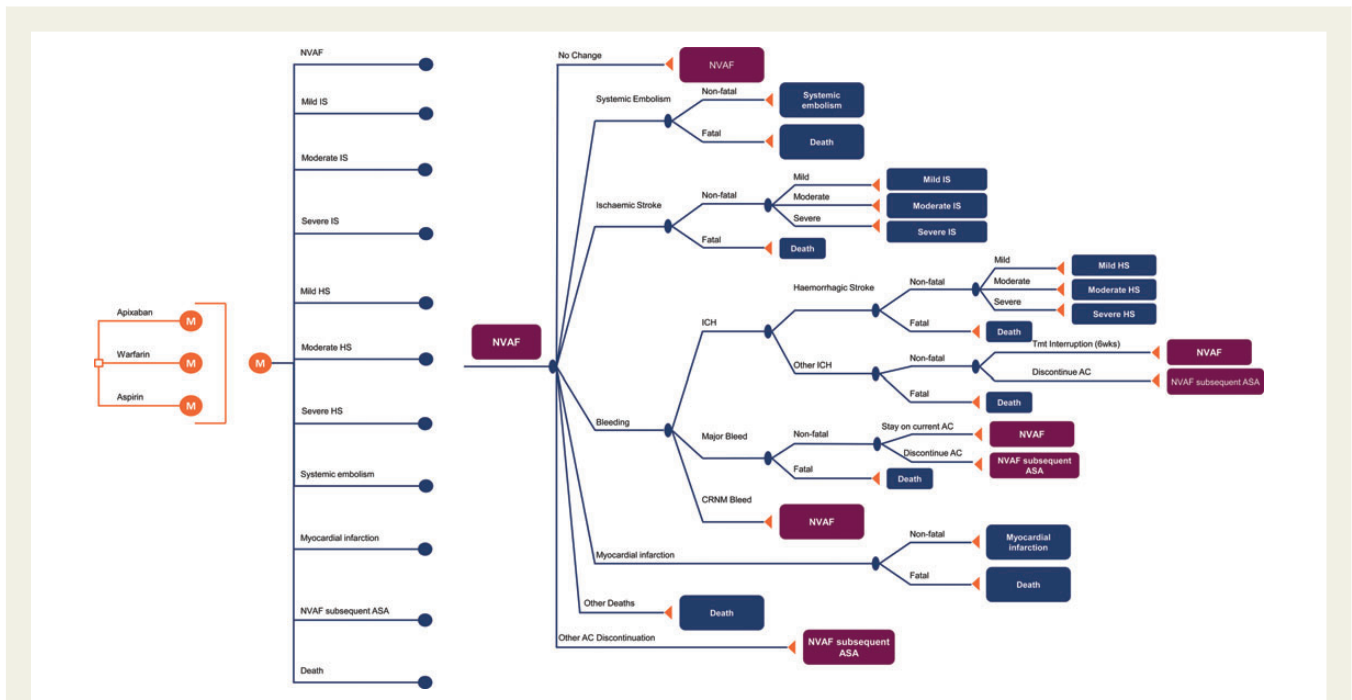 Apixaban
M
Warfarin
M
Aspirin
M
M
NVAF
Mild IS
Moderate IS
Severe IS
Mild HS
Moderate HS
Severe HS
Systemic embolism
Myocardial infarction
NVAF subsequent ASA
Death
NVAF
No Change
NVAF
Systemic Embolism
Non-fatal
Systemic
embolism
Fatal
Death
Ischaemic Stroke
Non-fatal
Mild
Mild IS
Moderate
Moderate IS
Severe
Severe IS
Fatal
Death
Bleeding
ICH
Haemorrhagic Stroke
Non-fatal
Mild
Mild HS
Moderate
Moderate HS
Severe
Severe HS
Fatal
Death
Other ICH
Non-fatal
Tmt Interruption (6wks)
NVAF
Discontinue AC
NVAF subsequent ASA
Fatal
Death
Major Bleed
Non-fatal
Stay on current AC
NVAF
Discontinue AC
NVAF subsequent
ASA
Fatal
Death
CRNM Bleed
NVAF
Myocardial infarction
Non-fatal
Myocardial
infarction
Fatal
Death
Other Deaths
Death
Other AC Discontinuation
NVAF subsequent
ASA